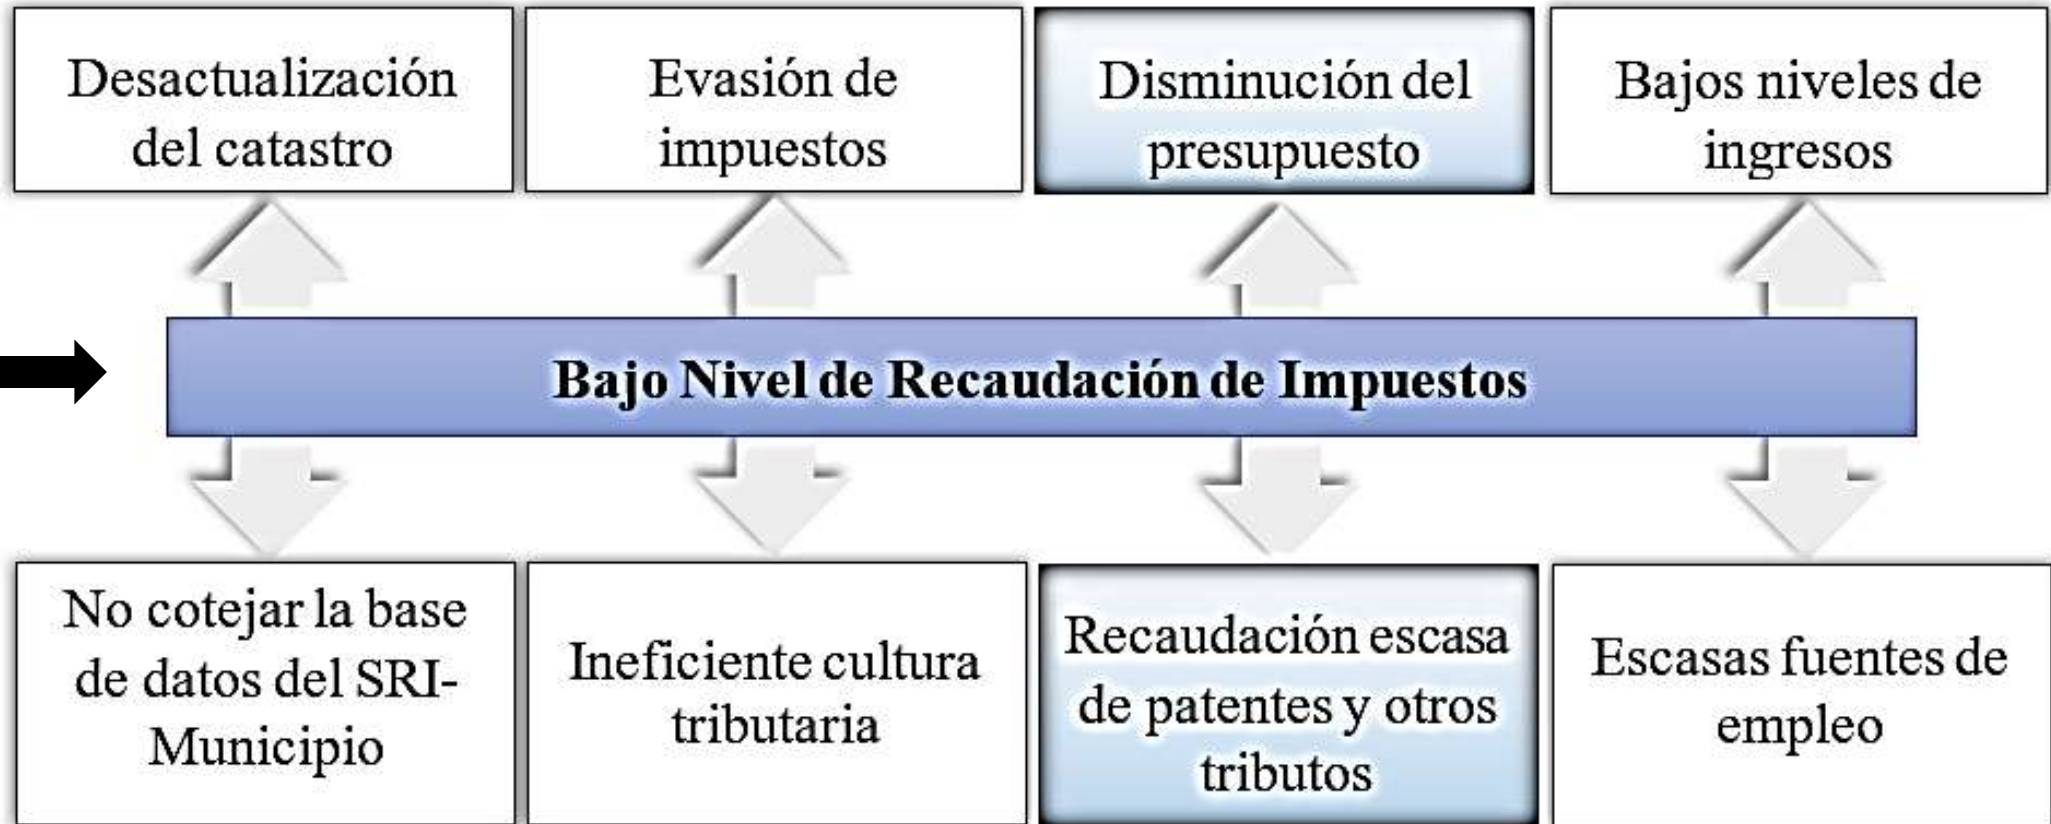 Desactualización
del catastro
Evasión de
impuestos
Disminución del
presupuesto
Bajos niveles de
ingresos
Bajo Nivel de Recaudación de Impuestos
No cotejar la base
de datos del SRI-
Municipio
Ineficiente cultura
tributaria
Recaudación escasa
de patentes y otros
tributos
Escasas fuentes de
empleo